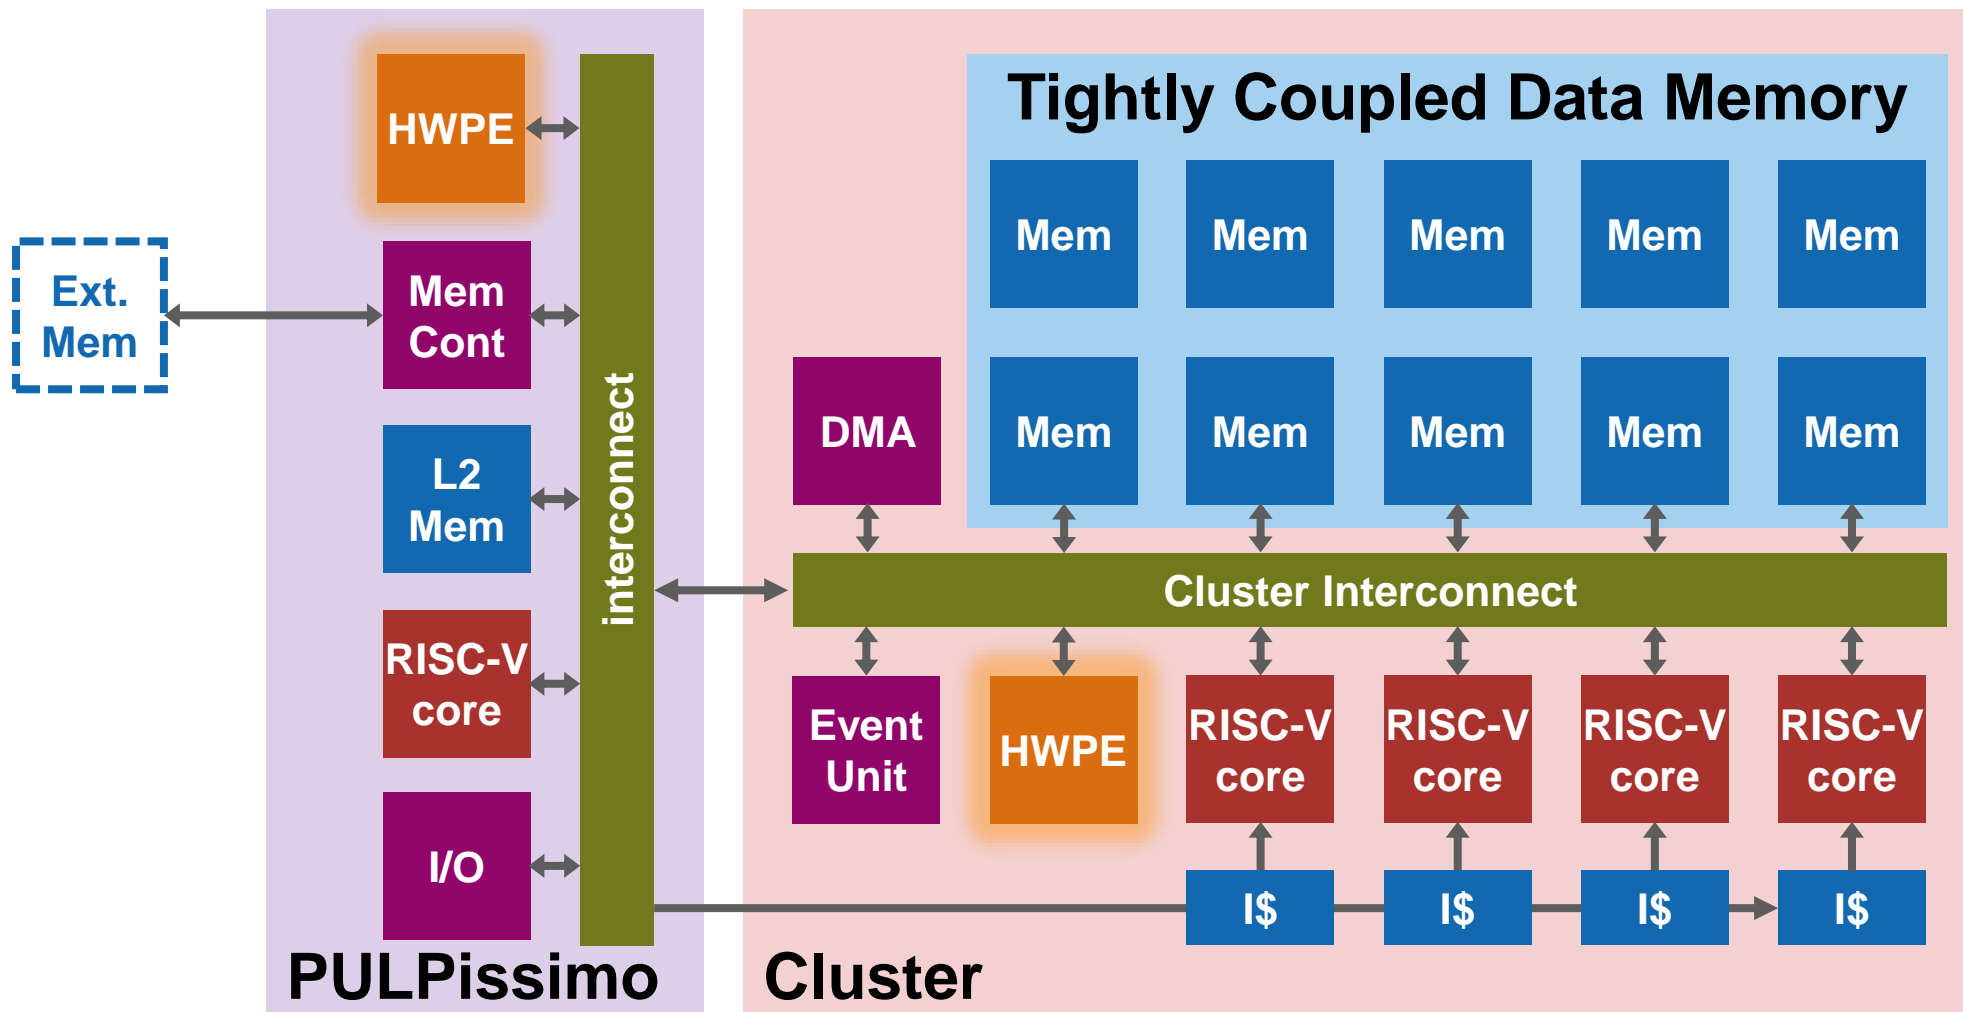 HWPE
Ext.
Mem
Mem
Cont
L2
Mem
RISC-V
core
I/O
interconnect
PULPissimo
Tightly Coupled Data Memory
Mem Mem Mem Mem Mem
DMA Mem Mem Mem Mem Mem
Cluster Interconnect
Event
Unit
HWPE
RISC-V
core
RISC-V
core
RISC-V
core
RISC-V
core
I$ I$ I$ I$
Cluster